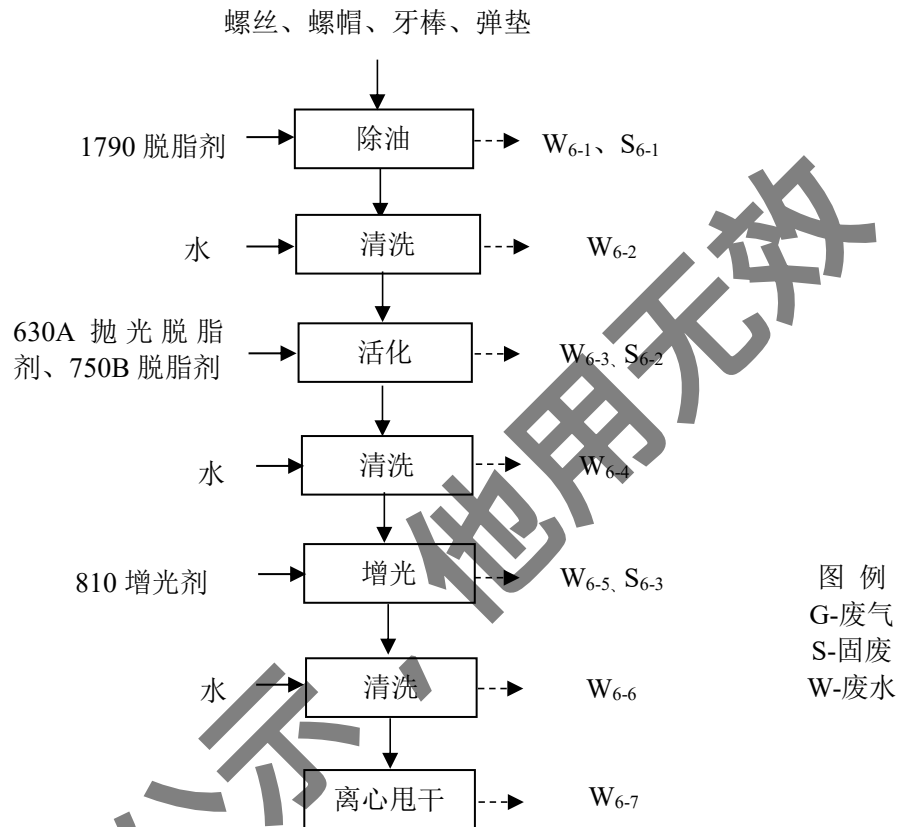 螺丝、螺帽、牙棒、弹垫
1790 脱脂剂
除油
W6-1、S6-1
水
清洗
W6-2
630A 抛光脱脂
剂、750B 脱脂剂
活化
W6-3、S6-2
水
清洗
W6-4
810 增光剂
增光
W6-5、S6-3
图 例
G-废气
S-固废
W-废水
水
清洗
W6-6
离心甩干
W6-7
公示，他用无效